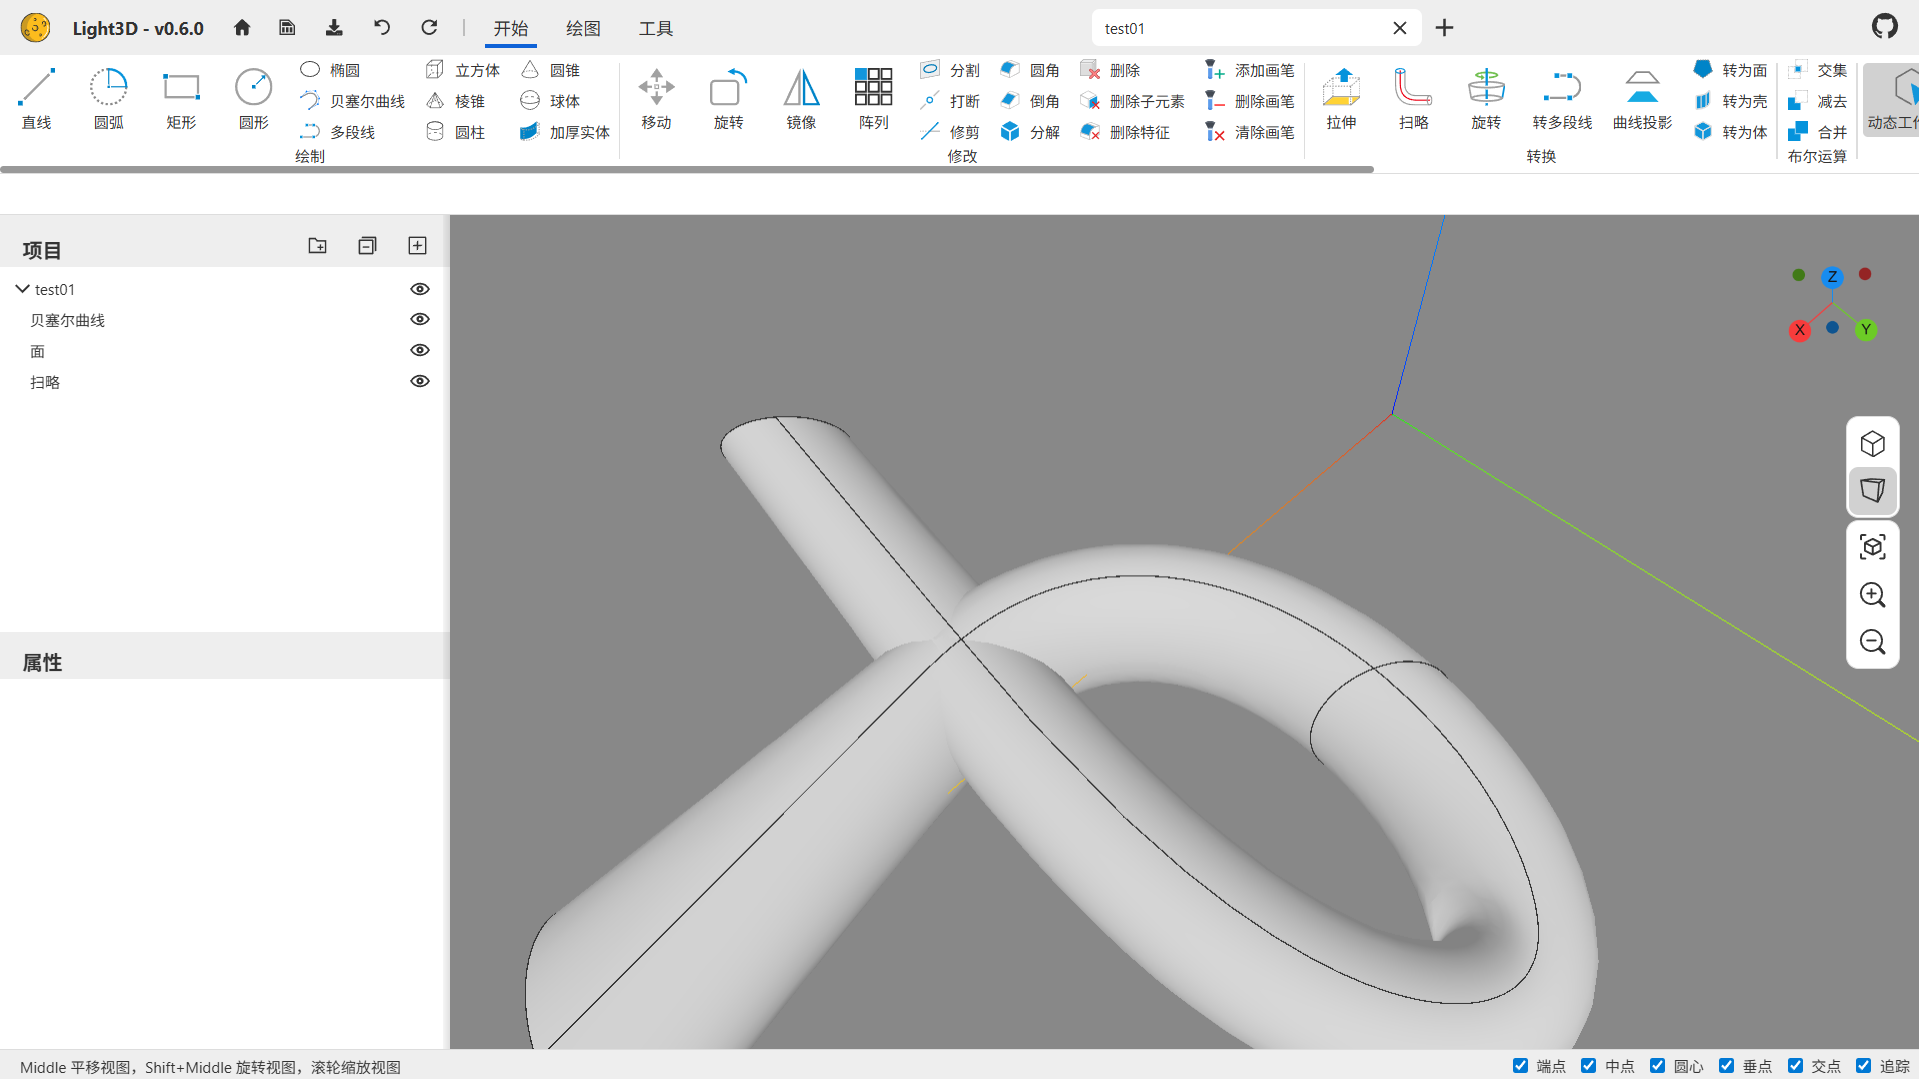 Light3D - v0.6.0
开始
绘图
工具
test01
直线
圆弧
矩形
圆形
椭圆
贝塞尔曲线
多段线
立方体
棱锥
圆柱
圆锥
球体
加厚实体
绘制
移动
旋转
镜像
阵列
分割
打断
修剪
圆角
倒角
分解
删除
删除子元素
删除特征
添加画笔
删除画笔
清除画笔
修改
拉伸
扫略
旋转
转多段线
曲线投影
转为面
转为壳
转为体
转换
交集
减去
合并
布尔运算
动态工作
项目
test01
贝塞尔曲线
面
扫略
属性
Z
X
Y
Middle 平移视图，Shift+Middle 旋转视图，滚轮缩放视图
端点
中点
圆心
垂点
交点
追踪